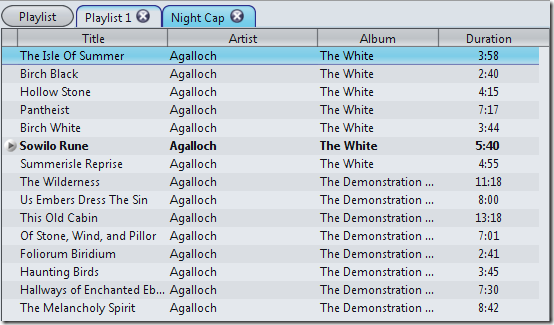 Playlist Playlist 1 Night Cap
Title Artist Album Duration
The Isle Of Summer Agalloch The White 3:58
Birch Black Agalloch The White 2:40
Hollow Stone Agalloch The White 4:15
Pantheist Agalloch The White 7:17
Birch White Agalloch The White 3:44
Sowilo Rune Agalloch The White 5:40
Summerisle Reprise Agalloch The White 4:55
The Wilderness Agalloch The Demonstration ... 11:18
Us Embers Dress The Sin Agalloch The Demonstration ... 8:00
This Old Cabin Agalloch The Demonstration ... 13:18
Of Stone, Wind, and Pillor Agalloch The Demonstration ... 7:01
Foliorum Biridium Agalloch The Demonstration ... 2:41
Haunting Birds Agalloch The Demonstration ... 3:45
Hallways of Enchanted Eb... Agalloch The Demonstration ... 7:30
The Melancholy Spirit Agalloch The Demonstration ... 8:42